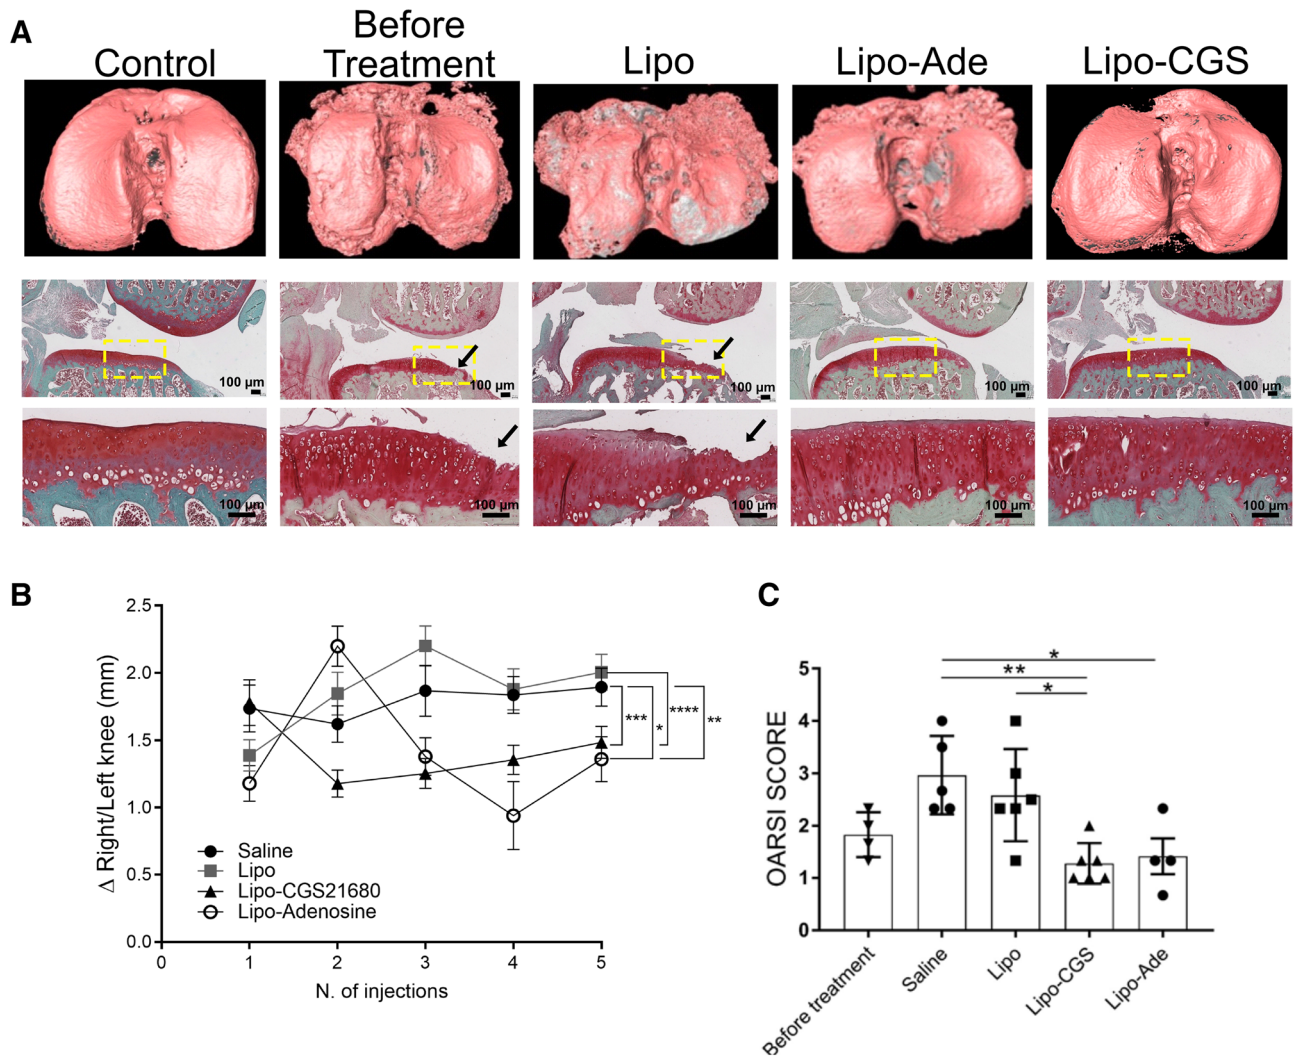 A
Control
Before
Treatment
Lipo
Lipo-Ade
Lipo-CGS
100 µm
100 µm
100 µm
100 µm
100 µm
100 µm
100 µm
100 µm
100 µm
100 µm
B
Δ Right/Left knee (mm)
2.5
2.0
1.5
1.0
0.5
0.0
0
1
2
3
4
5
N. of injections
Saline
Lipo
Lipo-CGS21680
Lipo-Adenosine
***
*
****
**
C
OARSI SCORE
5
4
3
2
1
0
*
**
*
Before treatment
Saline
Lipo
Lipo-CGS
Lipo-Ade